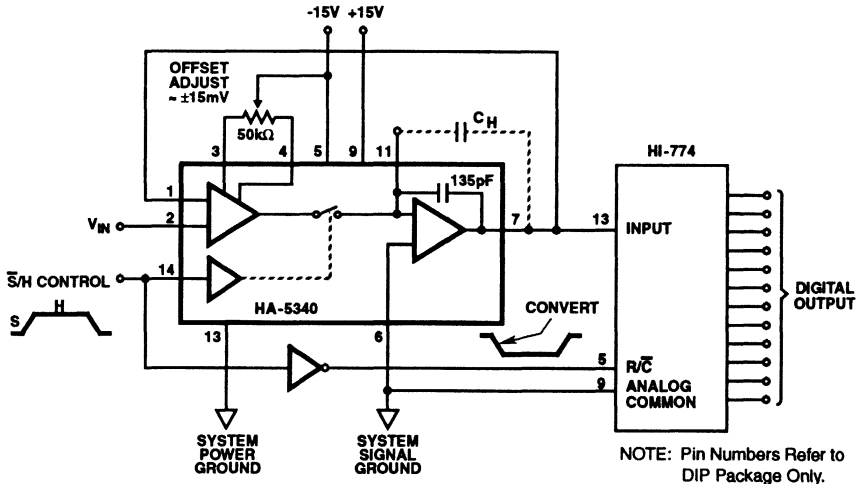 -15V +15V
OFFSET
ADJUST
~ ±15mV
50kΩ
3 4 5 9 11
CH
135pF
HI-774
1
2
VIN
7
13
INPUT
S̅/H CONTROL
14
S H
HA-5340
13
6
CONVERT
DIGITAL
OUTPUT
5
R/C̅
9
ANALOG
COMMON
SYSTEM
POWER
GROUND
SYSTEM
SIGNAL
GROUND
NOTE: Pin Numbers Refer to
DIP Package Only.